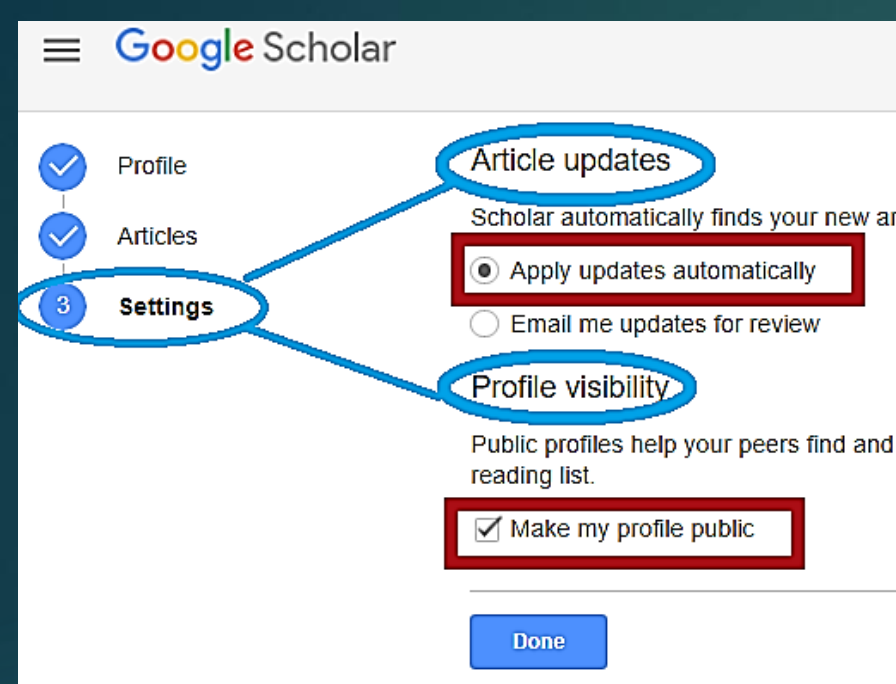 Google Scholar
Profile
Articles
3 Settings
Article updates
Scholar automatically finds your new
Apply updates automatically
Email me updates for review
Profile visibility
Public profiles help your peers find and
reading list.
Make my profile public
Done